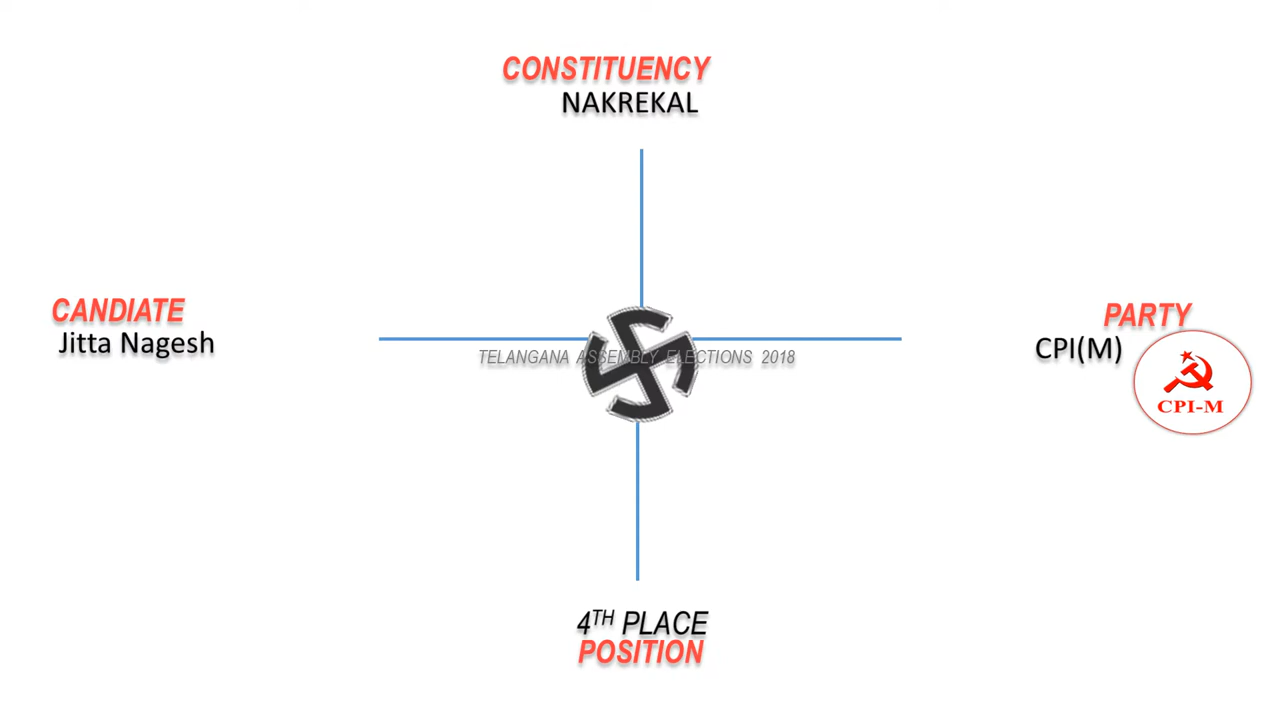 CONSTITUENCY
NAKREKAL
CANDIATE
Jitta Nagesh
TELANGANA ASSEMBLY ELECTIONS 2018
PARTY
CPI(M)
CPI-M
4TH PLACE
POSITION